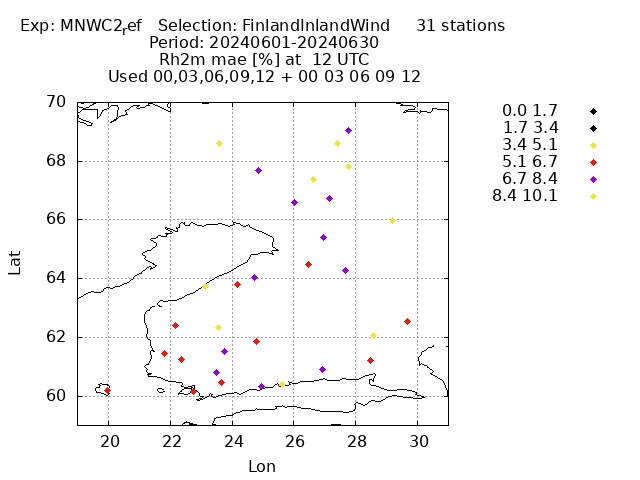 Exp: MNWC2ref Selection: FinlandInlandWind 31 stations
Period: 20240601-20240630
Rh2m mae [%] at 12 UTC
Used 00,03,06,09,12 + 00 03 06 09 12
70
68
66
64
62
60
Lat
20 22 24 26 28 30
Lon
0.0 1.7
1.7 3.4
3.4 5.1
5.1 6.7
6.7 8.4
8.4 10.1